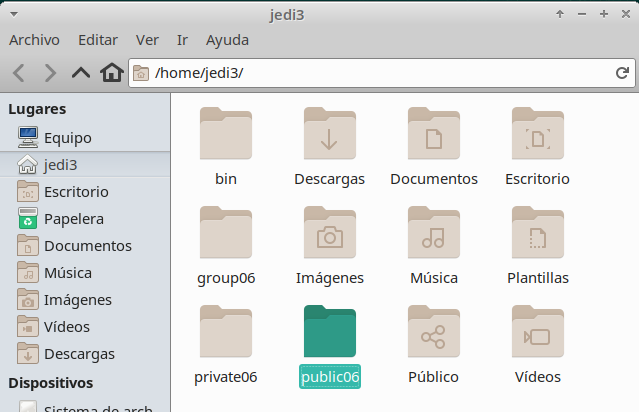 jedi3
Archivo Editar Ver Ir Ayuda
/home/jedi3/
Lugares
Equipo
jedi3
Escritorio
Papelera
Documentos
Música
Imágenes
Vídeos
Descargas
Dispositivos
Sistema de arch
bin Descargas Documentos Escritorio
group06 Imágenes Música Plantillas
private06 public06 Público Vídeos